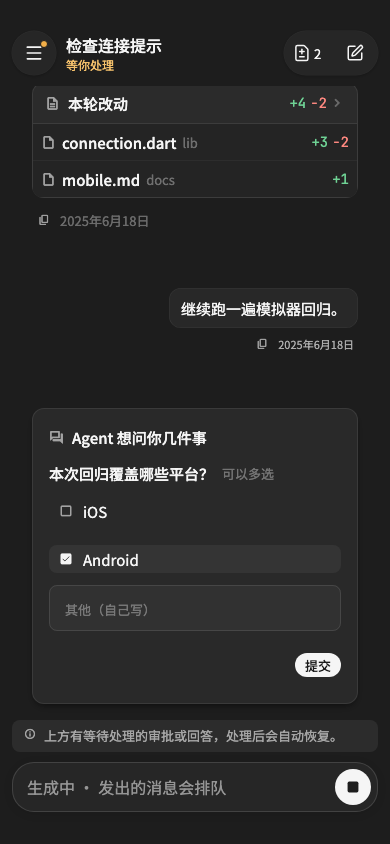 检查连接提示
等你处理
2
本轮改动 +4 -2
connection.dart lib +3 -2
mobile.md docs +1
2025年6月18日
继续跑一遍模拟器回归。
2025年6月18日
Agent 想问你几件事
本次回归覆盖哪些平台？ 可以多选
iOS
Android
其他（自己写）
提交
上方有等待处理的审批或回答，处理后会自动恢复。
生成中 · 发出的消息会排队